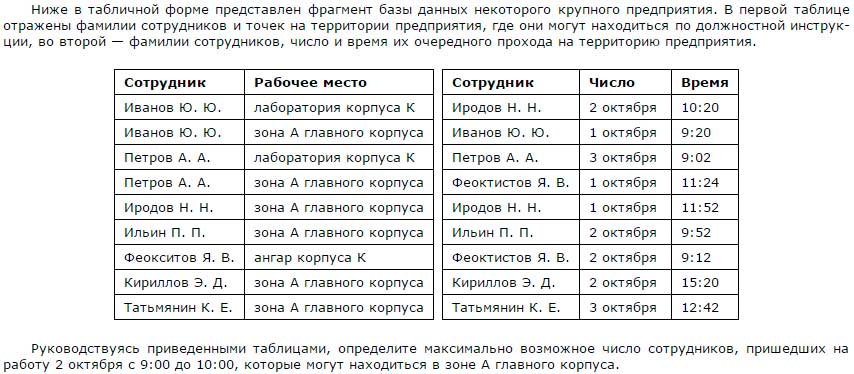 Ниже в табличной форме представлен фрагмент базы данных некоторого крупного предприятия. В первой таблице
отражены фамилии сотрудников и точек на территории предприятия, где они могут находиться по должностной инструк-
ции, во второй — фамилии сотрудников, число и время их очередного прохода на территорию предприятия.
Сотрудник Рабочее место
Иванов Ю. Ю. лаборатория корпуса К
Иванов Ю. Ю. зона А главного корпуса
Петров А. А. лаборатория корпуса К
Петров А. А. зона А главного корпуса
Иродов Н. Н. зона А главного корпуса
Ильин П. П. зона А главного корпуса
Феокситов Я. В. ангар корпуса К
Кириллов Э. Д. зона А главного корпуса
Татьмянин К. Е. зона А главного корпуса
Сотрудник Число Время
Иродов Н. Н. 2 октября 10:20
Иванов Ю. Ю. 1 октября 9:20
Петров А. А. 3 октября 9:02
Феоктистов Я. В. 1 октября 11:24
Иродов Н. Н. 1 октября 11:52
Ильин П. П. 2 октября 9:52
Феоктистов Я. В. 2 октября 9:12
Кириллов Э. Д. 2 октября 15:20
Татьмянин К. Е. 3 октября 12:42
Руководствуясь приведенными таблицами, определите максимально возможное число сотрудников, пришедших на
работу 2 октября с 9:00 до 10:00, которые могут находиться в зоне А главного корпуса.